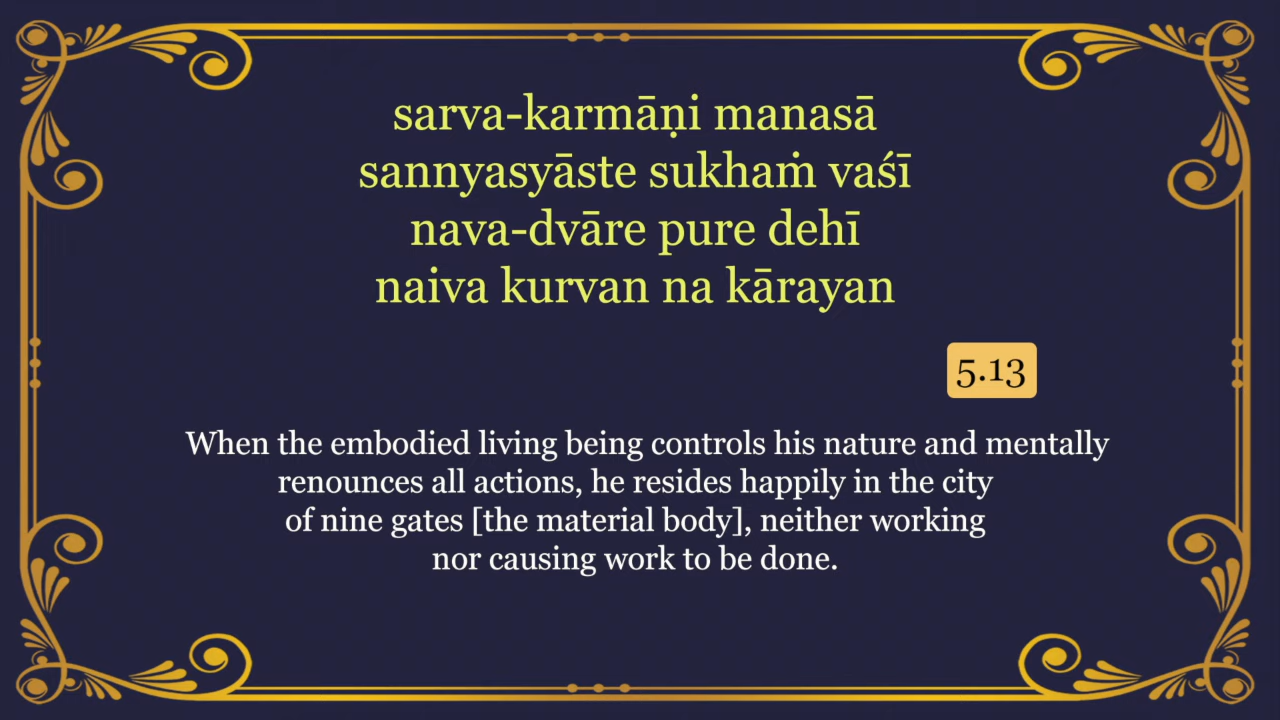 sarva-karmāṇi manasā
sannyasyāste sukhaṁ vaśī
nava-dvāre pure dehī
naiva kurvan na kārayan
5.13
When the embodied living being controls his nature and mentally
renounces all actions, he resides happily in the city
of nine gates [the material body], neither working
nor causing work to be done.